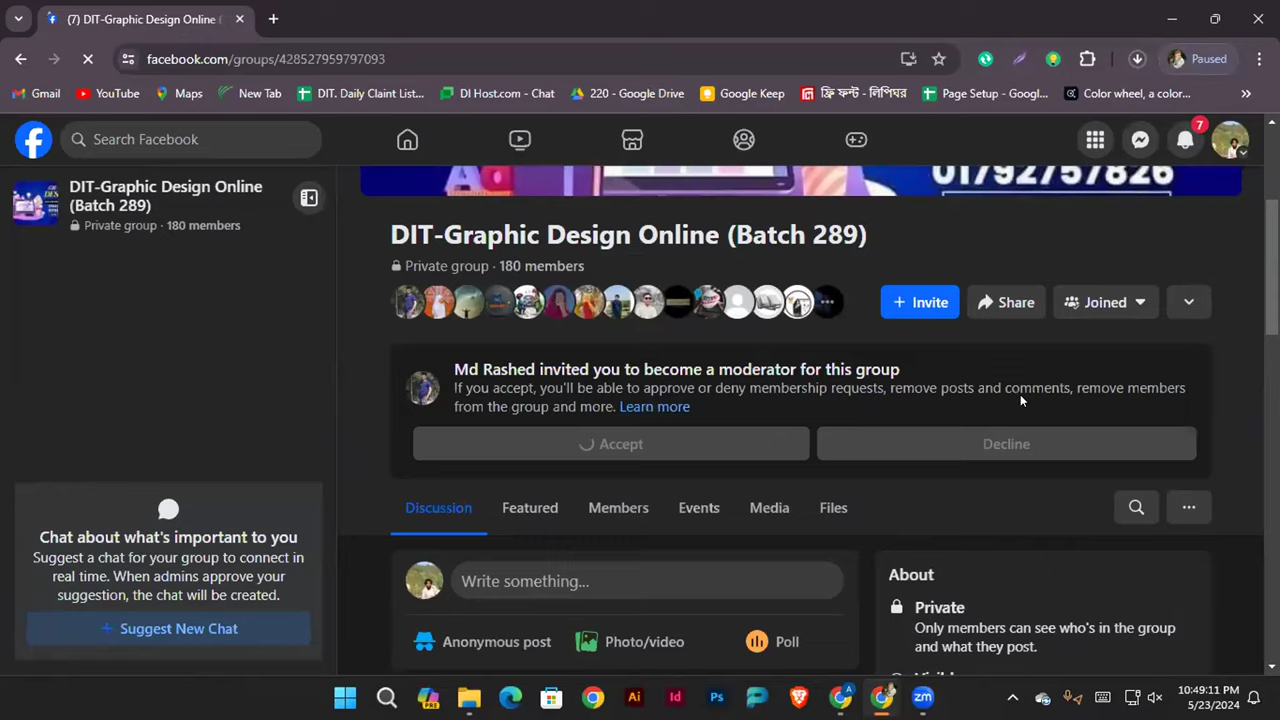 (7) DIT-Graphic Design Online (
facebook.com/groups/428527959797093
Paused
Gmail
YouTube
Maps
New Tab
DIT. Daily Claint List...
DI Host.com - Chat
220 - Google Drive
Google Keep
ফ্রি ফন্ট - লিপিঘর
Page Setup - Googl...
Color wheel, a color...
Search Facebook
7
DIT-Graphic Design Online (Batch 289)
Private group · 180 members
01792757826
DIT-Graphic Design Online (Batch 289)
Private group · 180 members
+ Invite
Share
Joined
Md Rashed invited you to become a moderator for this group
If you accept, you'll be able to approve or deny membership requests, remove posts and comments, remove members
from the group and more. Learn more
Accept
Decline
Discussion
Featured
Members
Events
Media
Files
Chat about what's important to you
Suggest a chat for your group to connect in
real time. When admins approve your
suggestion, the chat will be created.
+ Suggest New Chat
Write something...
Anonymous post
Photo/video
Poll
About
Private
Only members can see who's in the group
and what they post.
PRE
Ai
Id
Ps
A
zm
10:49:11 PM
5/23/2024